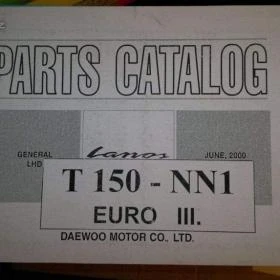 PARTS CATALOG
GENERAL
LHD
Lanos
JUNE, 2000
T 150 - NN1
EURO III.
DAEWOO MOTOR CO., LTD.